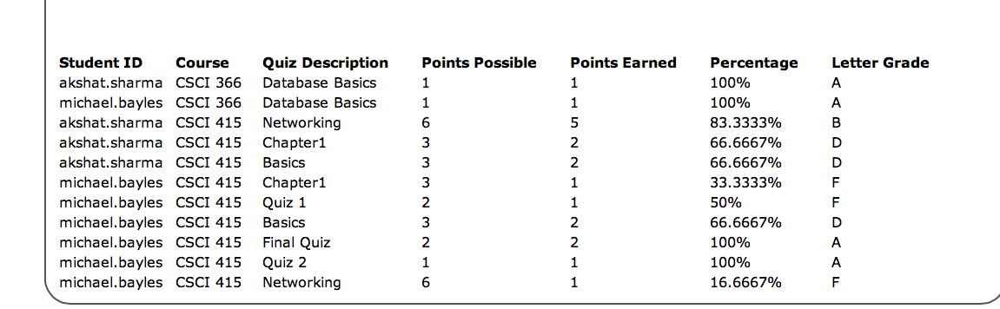 Student ID Course Quiz Description Points Possible Points Earned Percentage Letter Grade
akshat.sharma CSCI 366 Database Basics 1 1 100% A
michael.bayles CSCI 366 Database Basics 1 1 100% A
akshat.sharma CSCI 415 Networking 6 5 83.3333% B
akshat.sharma CSCI 415 Chapter1 3 2 66.6667% D
akshat.sharma CSCI 415 Basics 3 2 66.6667% D
michael.bayles CSCI 415 Chapter1 3 1 33.3333% F
michael.bayles CSCI 415 Quiz 1 2 1 50% F
michael.bayles CSCI 415 Basics 3 2 66.6667% D
michael.bayles CSCI 415 Final Quiz 2 2 100% A
michael.bayles CSCI 415 Quiz 2 1 1 100% A
michael.bayles CSCI 415 Networking 6 1 16.6667% F